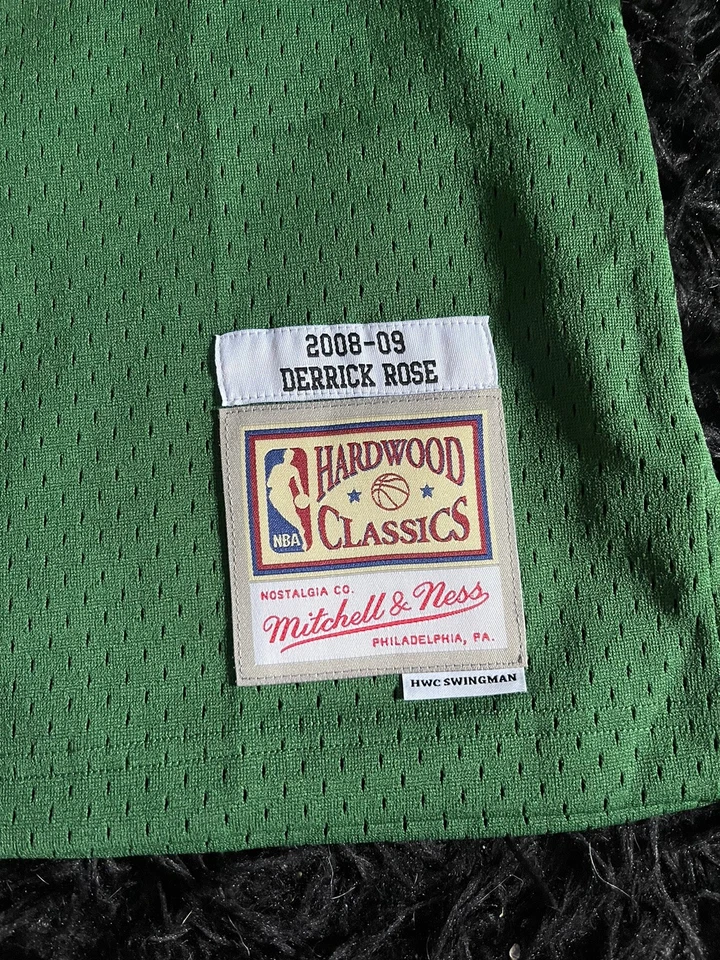 2008-09
DERRICK ROSE
HARDWOOD
CLASSICS
NBA
NOSTALGIA CO.
Mitchell & Ness
PHILADELPHIA, PA.
HWC SWINGMAN